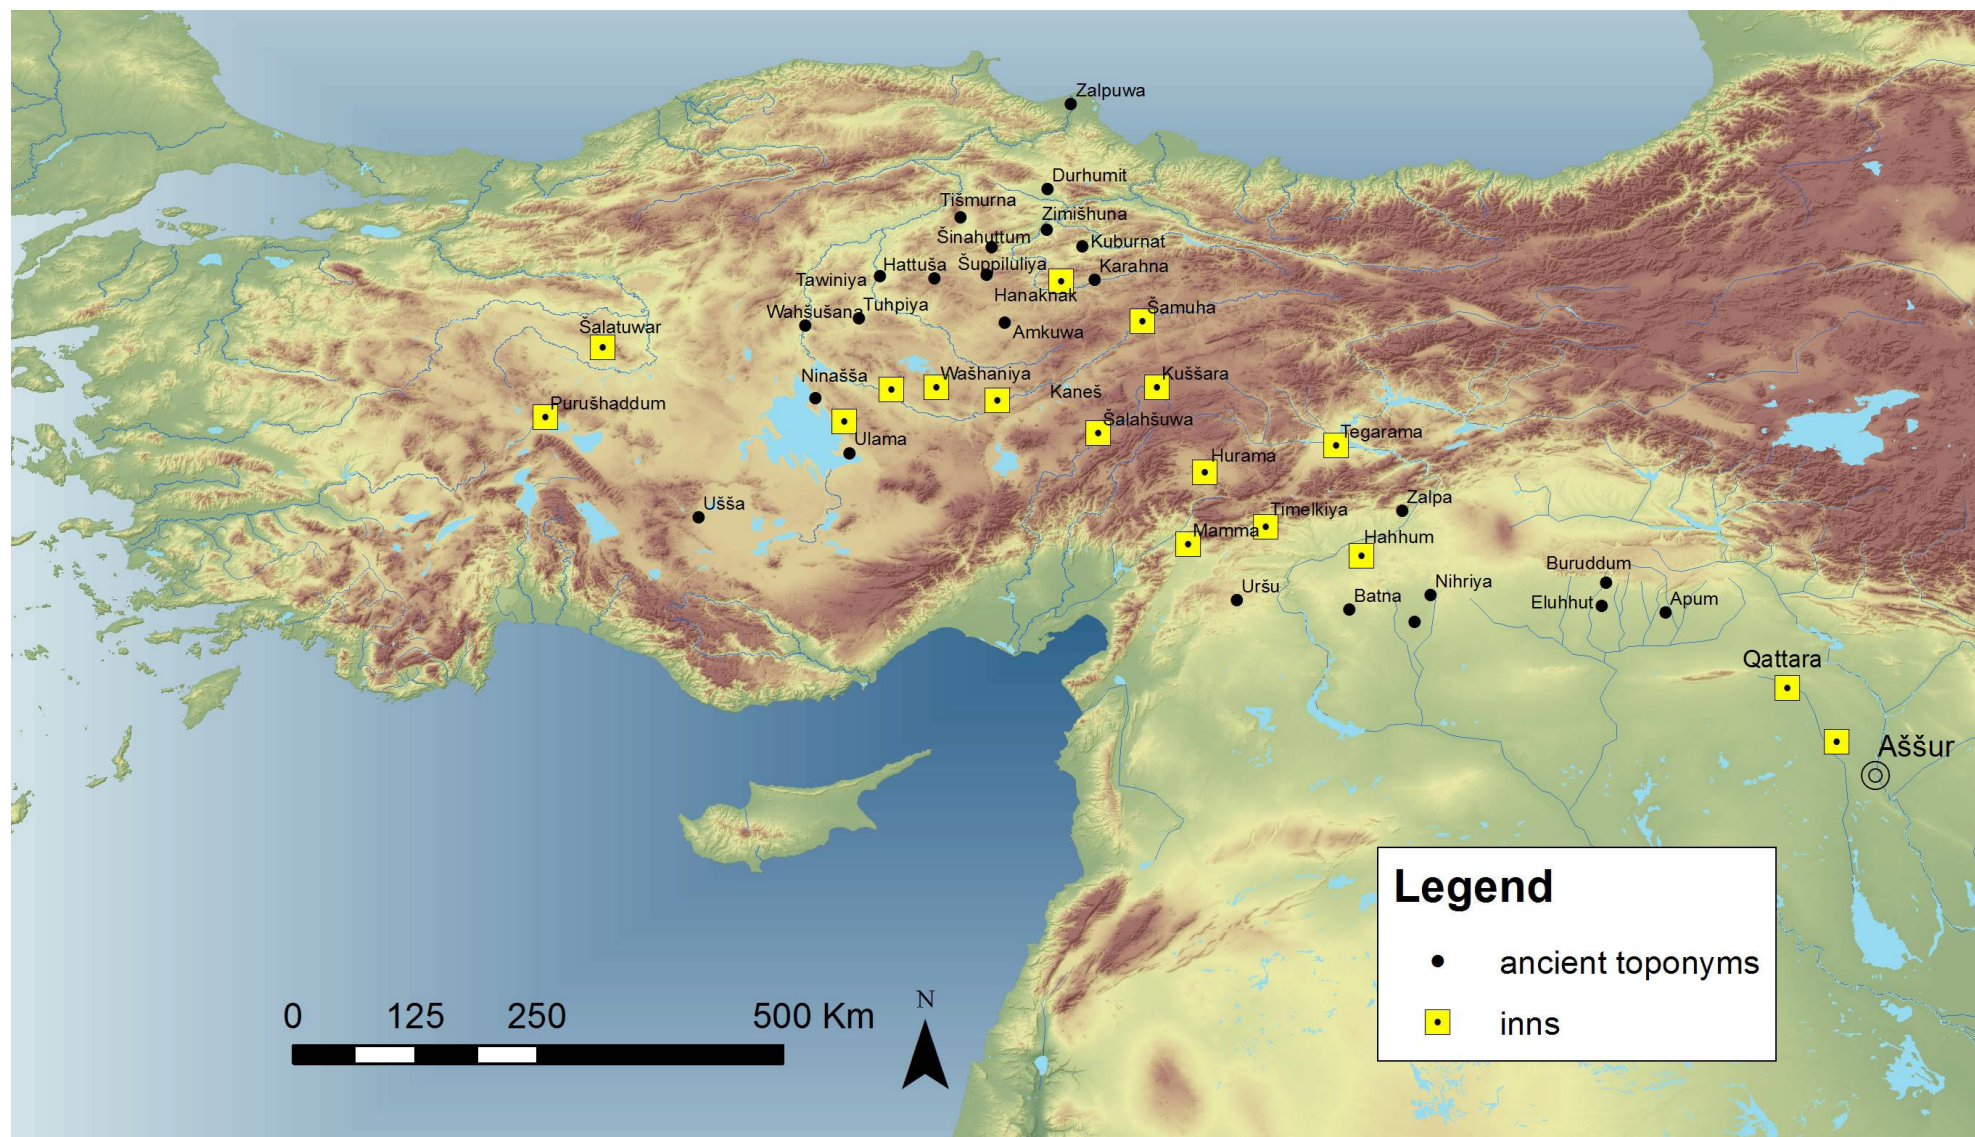 Zalpuwa
Durhumit
Tišmurna
Zimišhuna
Šinahuttum
Kuburnat
Hattuša
Šuppiluliya
Karahna
Tawiniya
Hanaknak
Tuhpiya
Wahšušana
Šamuha
Šalatuwar
Amkuwa
Ninašša
Wašhaniya
Kuššara
Kaneš
Purušhaddum
Šalahšuwa
Tegarama
Ulama
Hurama
Ušša
Zalpa
Timelkiya
Mamma
Hahhum
Buruddum
Uršu
Batna
Nihriya
Eluhhut
Apum
Qattara
Aššur
Legend
ancient toponyms
inns
0 125 250 500 Km
N